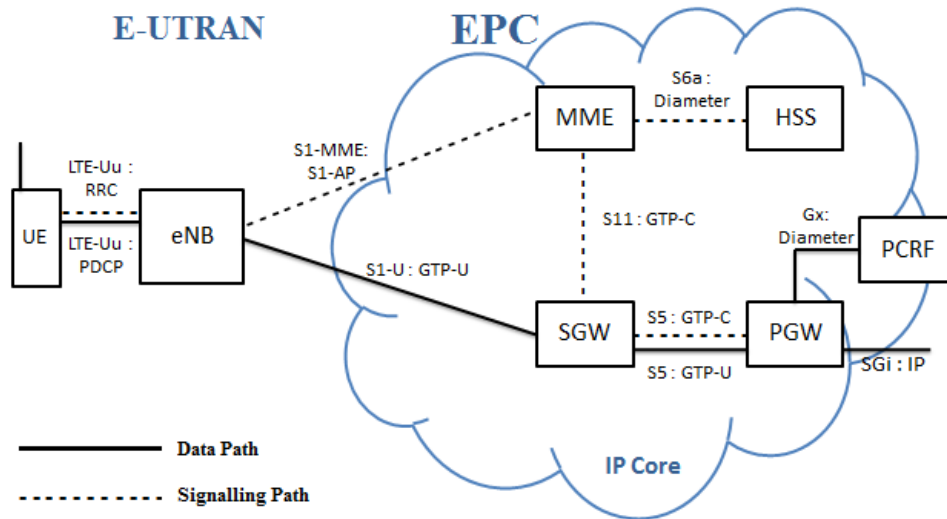 E-UTRAN
EPC
S6a :
Diameter
MME
HSS
S1-MME:
S1-AP
LTE-Uu :
RRC
UE
eNB
LTE-Uu :
PDCP
S11 : GTP-C
Gx:
Diameter
PCRF
S1-U : GTP-U
SGW
S5 : GTP-C
PGW
S5 : GTP-U
SGi : IP
Data Path
IP Core
Signalling Path